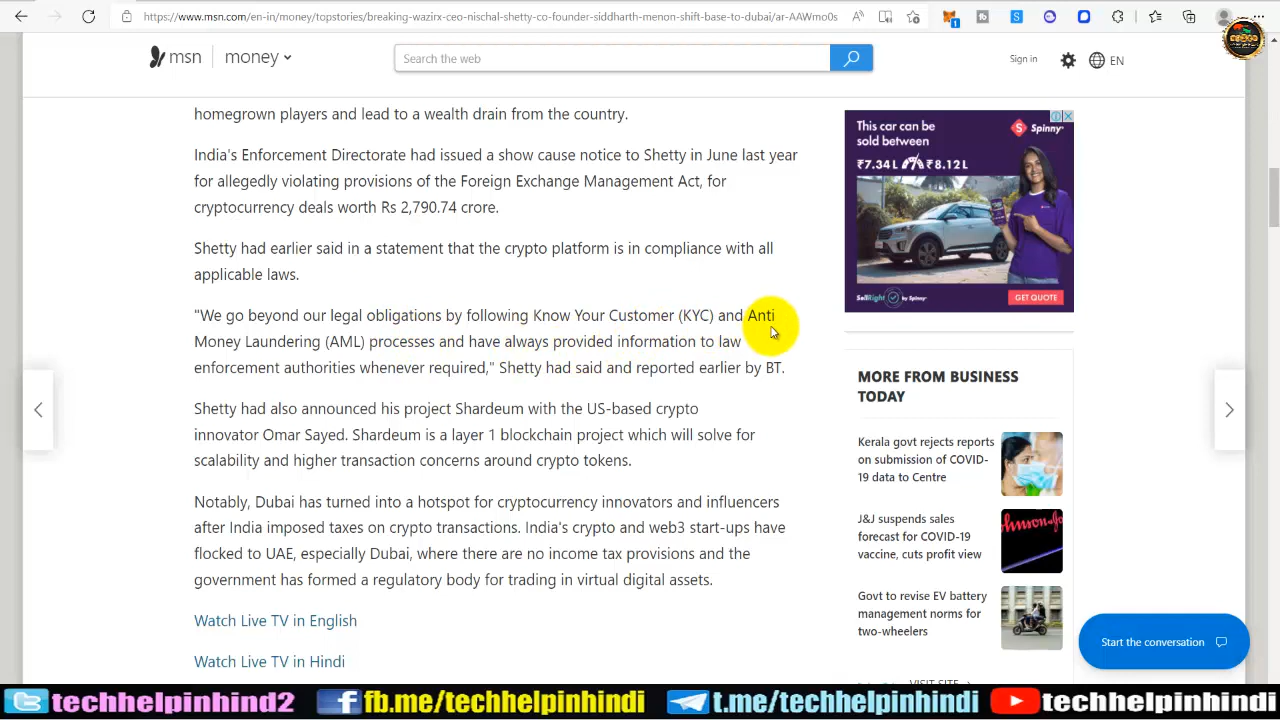 https://www.msn.com/en-in/money/topstories/breaking-wazirx-ceo-nischal-shetty-co-founder-siddharth-menon-shift-base-to-dubai/ar-AAWmo0s
msn money
Search the web
Sign in
EN
homegrown players and lead to a wealth drain from the country.
India's Enforcement Directorate had issued a show cause notice to Shetty in June last year
for allegedly violating provisions of the Foreign Exchange Management Act, for
cryptocurrency deals worth Rs 2,790.74 crore.
Shetty had earlier said in a statement that the crypto platform is in compliance with all
applicable laws.
"We go beyond our legal obligations by following Know Your Customer (KYC) and Anti
Money Laundering (AML) processes and have always provided information to law
enforcement authorities whenever required," Shetty had said and reported earlier by BT.
Shetty had also announced his project Shardeum with the US-based crypto
innovator Omar Sayed. Shardeum is a layer 1 blockchain project which will solve for
scalability and higher transaction concerns around crypto tokens.
Notably, Dubai has turned into a hotspot for cryptocurrency innovators and influencers
after India imposed taxes on crypto transactions. India's crypto and web3 start-ups have
flocked to UAE, especially Dubai, where there are no income tax provisions and the
government has formed a regulatory body for trading in virtual digital assets.
Watch Live TV in English
Watch Live TV in Hindi
This car can be
sold between
Spinny
₹7.34 L ₹8.12 L
SellRight by Spinny
GET QUOTE
MORE FROM BUSINESS
TODAY
Kerala govt rejects reports
on submission of COVID-
19 data to Centre
J&J suspends sales
forecast for COVID-19
vaccine, cuts profit view
Govt to revise EV battery
management norms for
two-wheelers
VISIT SITE
Start the conversation
techhelpinhindi2
fb.me/techhelpinhindi
t.me/techhelpinhindi
techhelpinhindi